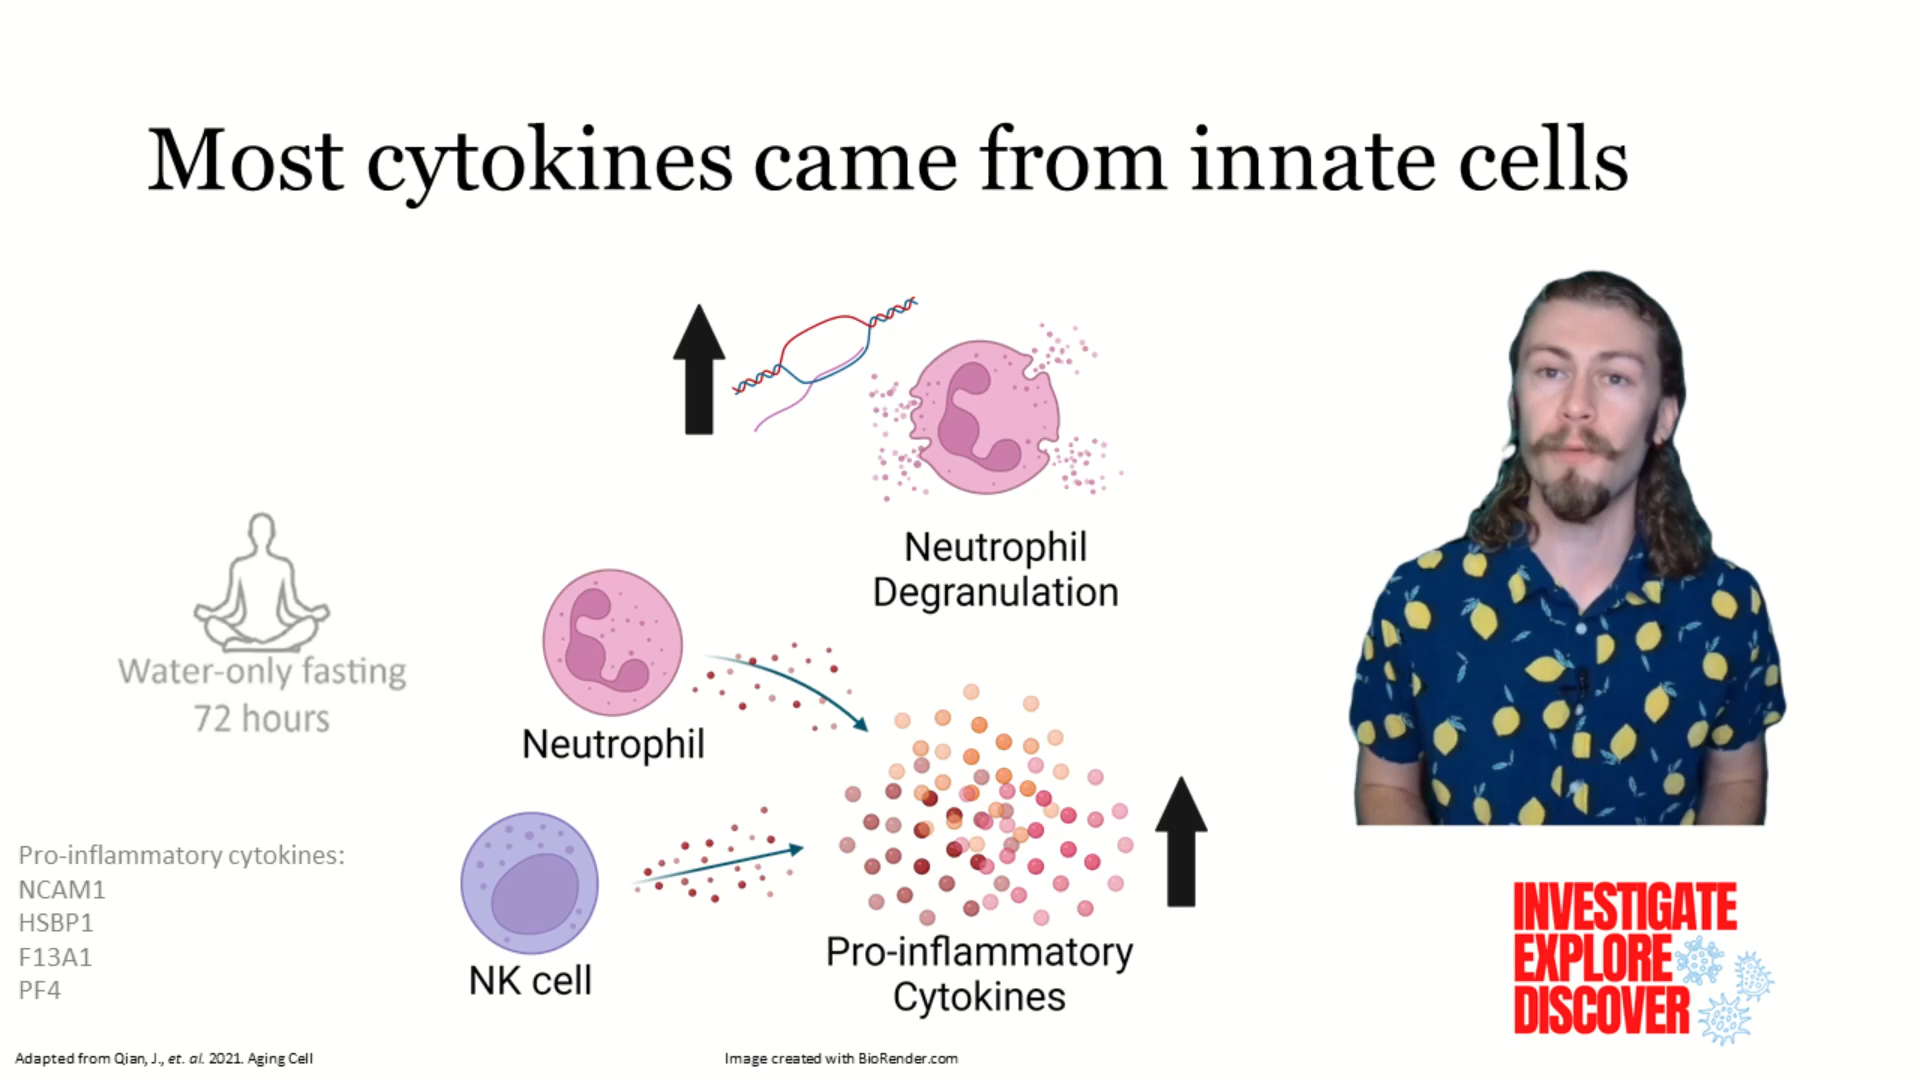 Most cytokines came from innate cells
Neutrophil
Degranulation
Water-only fasting
72 hours
Neutrophil
Pro-inflammatory cytokines:
NCAM1
HSBP1
F13A1
PF4
NK cell
Pro-inflammatory
Cytokines
INVESTIGATE
EXPLORE
DISCOVER
Adapted from Qian, J., et. al. 2021. Aging Cell
Image created with BioRender.com